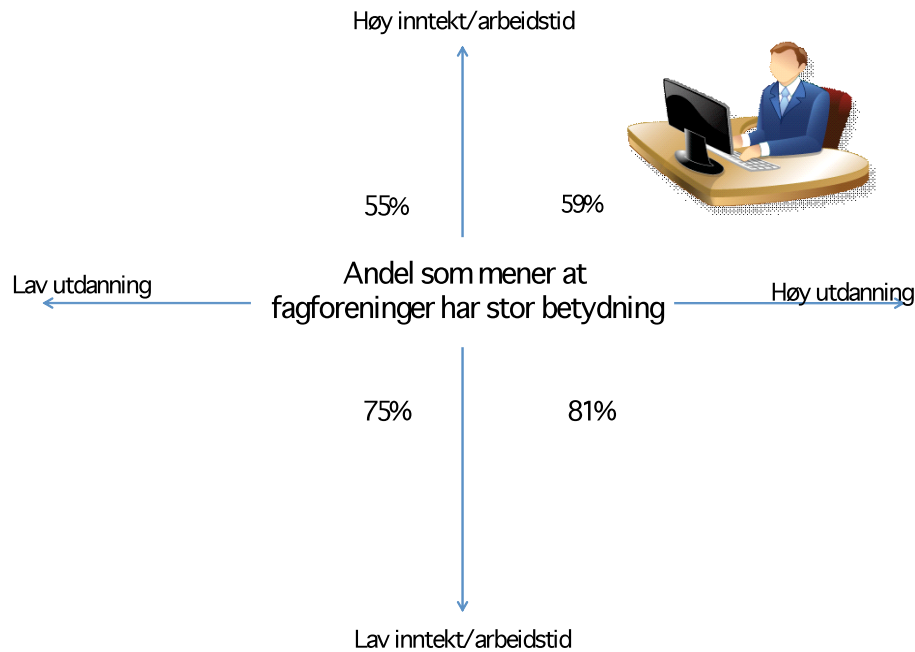 Høy inntekt/arbeidstid
55%
59%
Lav utdanning
Andel som mener at
fagforeninger har stor betydning
Høy utdanning
75%
81%
Lav inntekt/arbeidstid